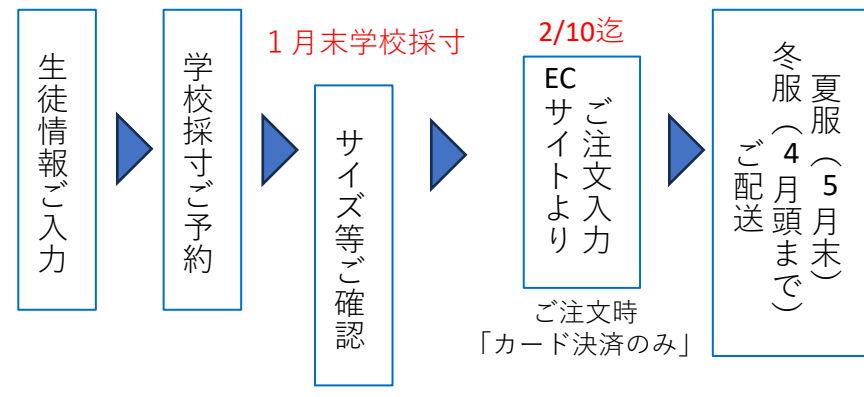 生徒情報ご入力
学校採寸ご予約
１月末学校採寸
サイズ等ご確認
2/10迄
ご注文入力
ECサイトより
ご注文時
「カード決済のみ」
夏服（5月末）
冬服（4月頭まで）
ご配送